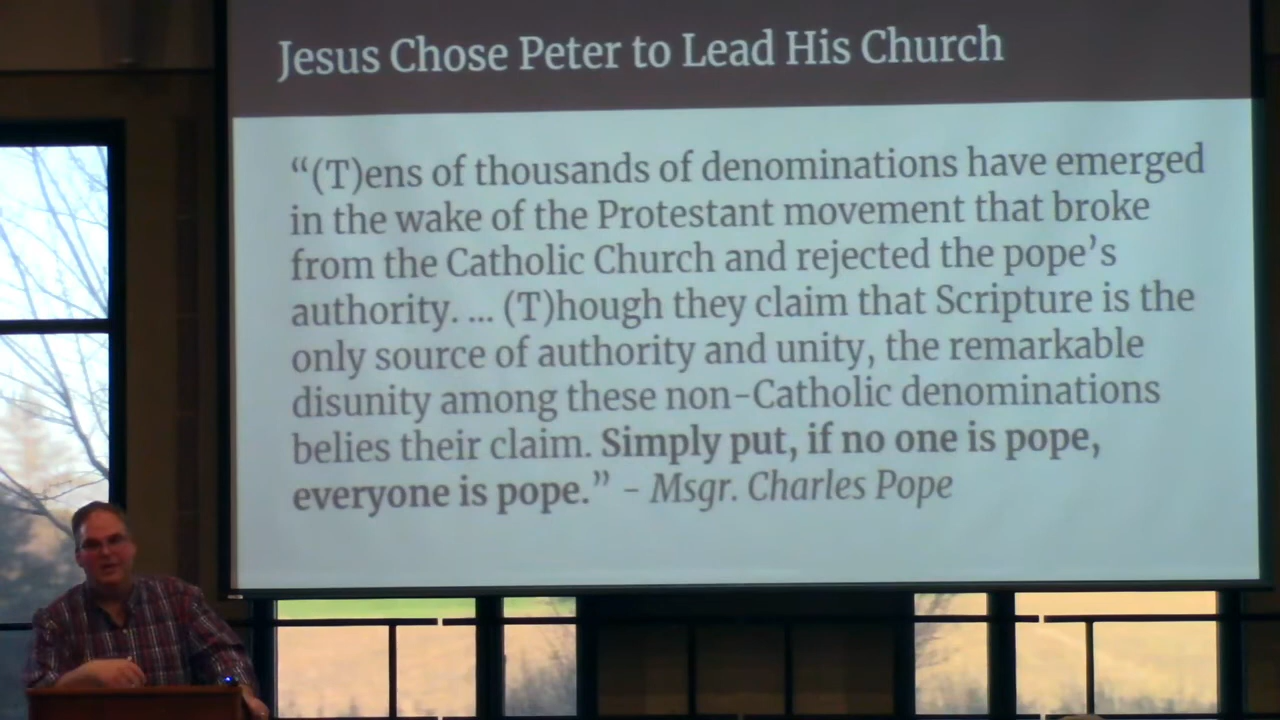 Jesus Chose Peter to Lead His Church
“(T)ens of thousands of denominations have emerged
in the wake of the Protestant movement that broke
from the Catholic Church and rejected the pope’s
authority. ... (T)hough they claim that Scripture is the
only source of authority and unity, the remarkable
disunity among these non-Catholic denominations
belies their claim. Simply put, if no one is pope,
everyone is pope.” - Msgr. Charles Pope